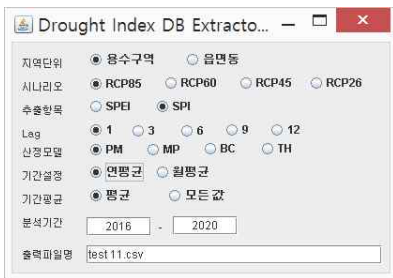 Drought Index DB Extracto...
지역단위 용수구역 읍면동
시나리오 RCP85 RCP60 RCP45 RCP26
추출항목 SPEI SPI
Lag 1 3 6 9 12
산정모델 PM MP BC TH
기간설정 연평균 월평균
기간평균 평균 모든 값
분석기간 2016 - 2020
출력파일명 test11.csv